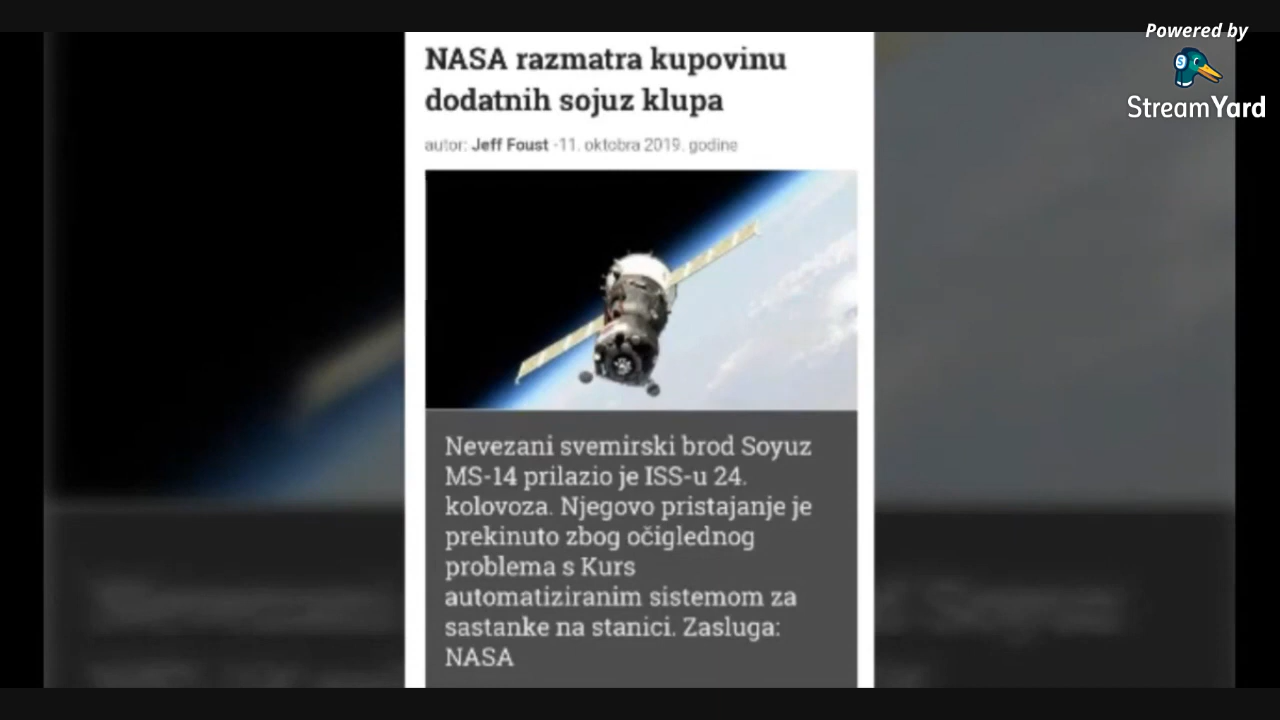 Powered by
StreamYard
NASA razmatra kupovinu
dodatnih sojuz klupa
autor: Jeff Foust -11. oktobra 2019. godine
Nevezani svemirski brod Soyuz
MS-14 prilazio je ISS-u 24.
kolovoza. Njegovo pristajanje je
prekinuto zbog očiglednog
problema s Kurs
automatiziranim sistemom za
sastanke na stanici. Zasluga:
NASA